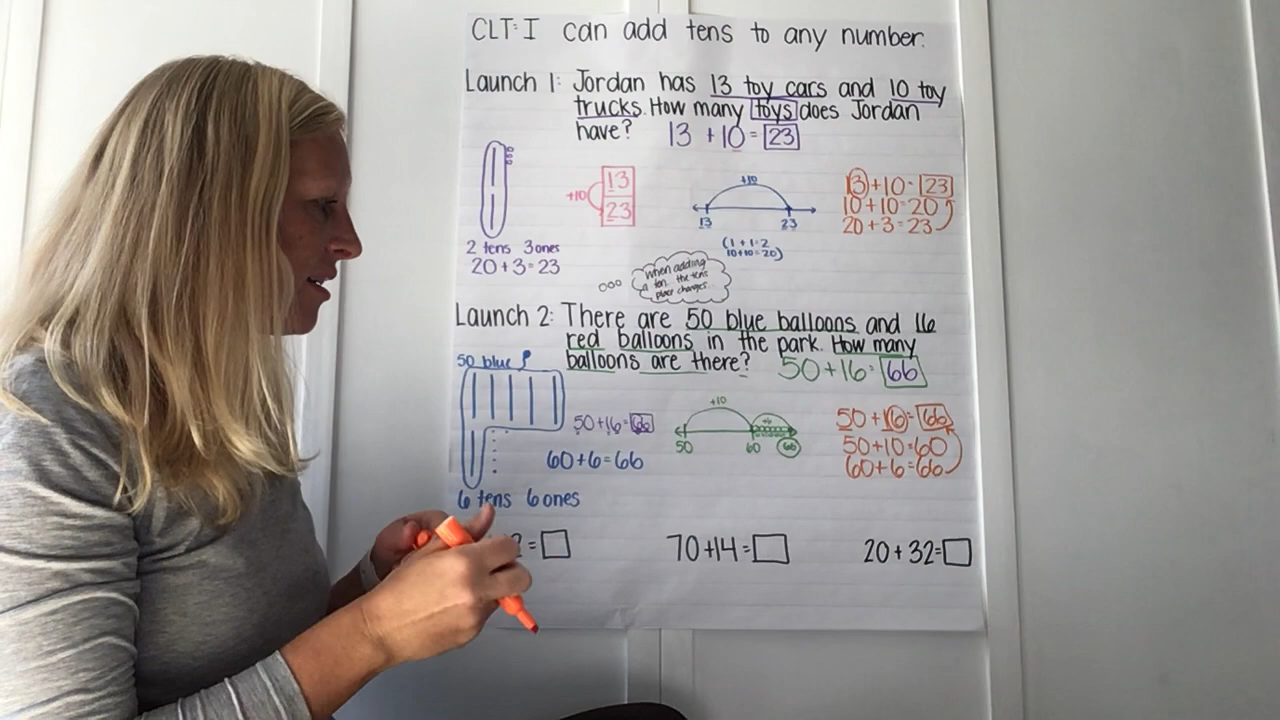 CLT: I can add tens to any number.
Launch 1: Jordan has 13 toy cars and 10 toy
trucks. How many toys does Jordan
have? 13 + 10 = 23
2 tens 3 ones
20 + 3 = 23
+10
13
23
+10
13 23
(1 + 1 = 2
10 + 10 = 20)
13 + 10 = 23
10 + 10 = 20
20 + 3 = 23
When adding
a ten... the tens
place changes.
Launch 2: There are 50 blue balloons and 16
red balloons in the park. How many
balloons are there? 50 + 16 = 66
50 blue
50 + 16 = 66
60 + 6 = 66
6 tens 6 ones
+10
50 60 66
50 + 16 = 66
50 + 10 = 60
60 + 6 = 66
2 =
70 + 14 =
20 + 32 =